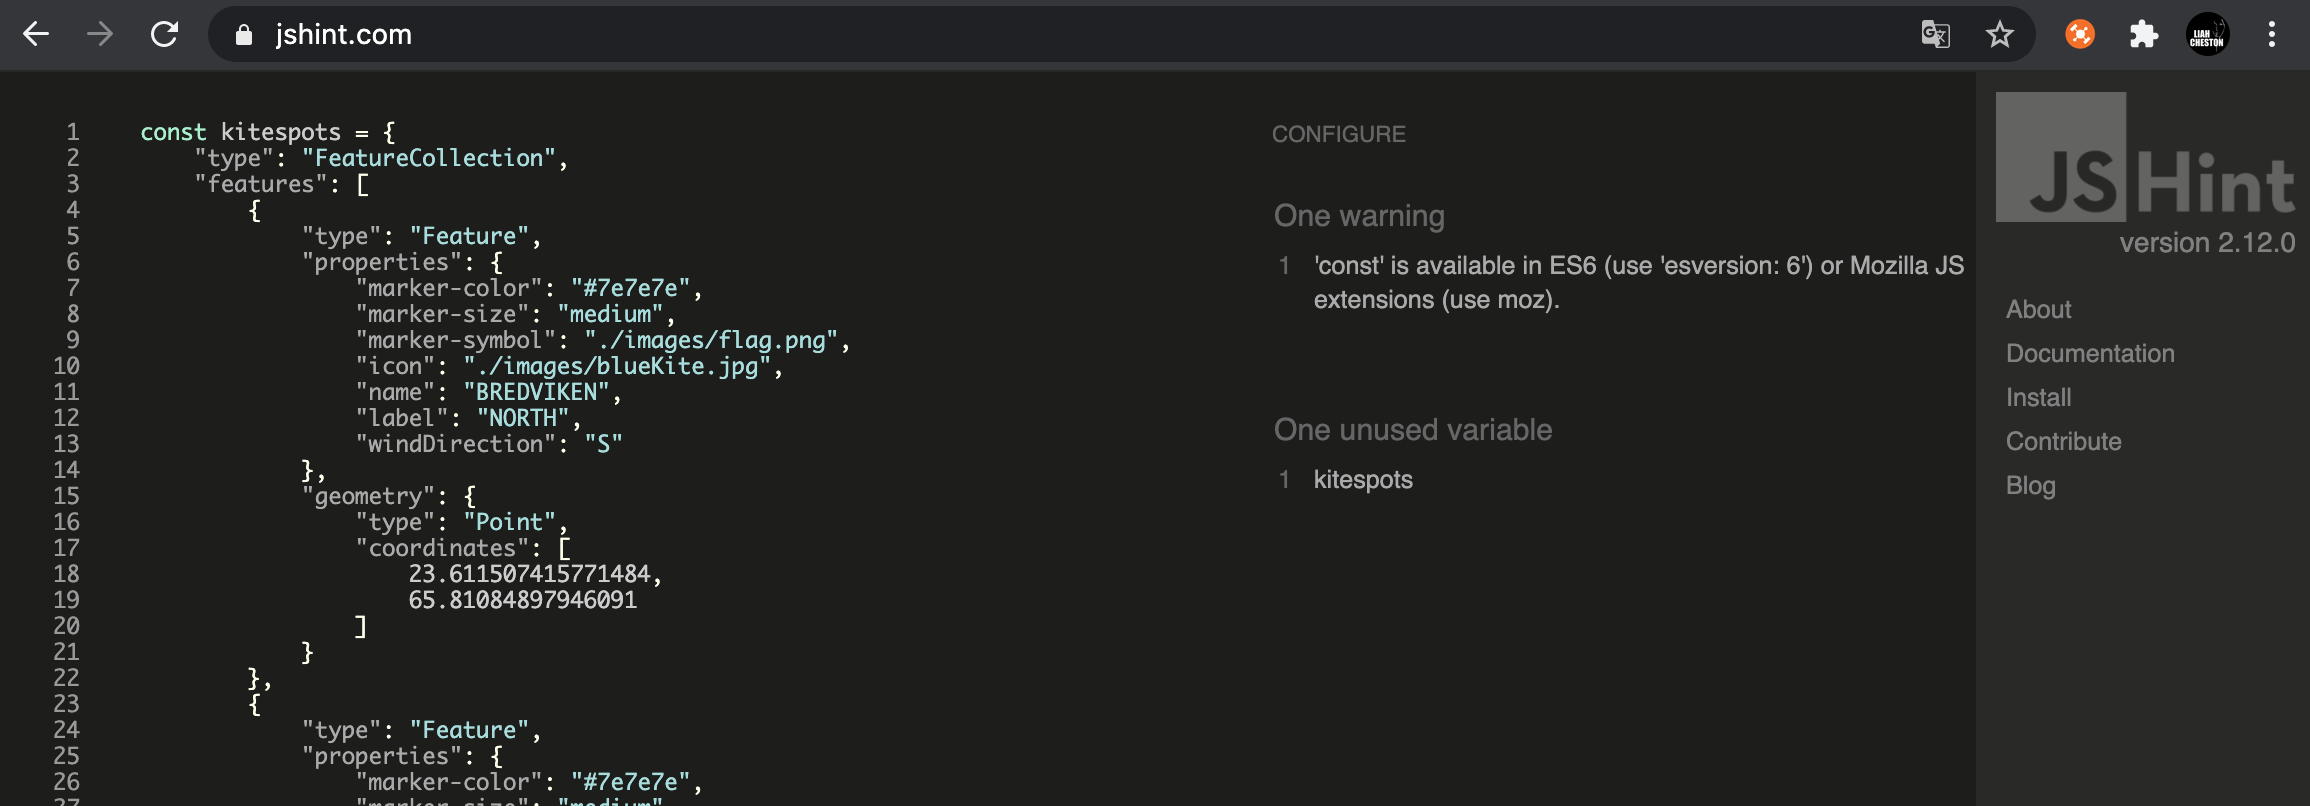 jshint.com
LIAH
CHESTON
1 const kitespots = {
2 "type": "FeatureCollection",
3 "features": [
4 {
5 "type": "Feature",
6 "properties": {
7 "marker-color": "#7e7e7e",
8 "marker-size": "medium",
9 "marker-symbol": "./images/flag.png",
10 "icon": "./images/blueKite.jpg",
11 "name": "BREDVIKEN",
12 "label": "NORTH",
13 "windDirection": "S"
14 },
15 "geometry": {
16 "type": "Point",
17 "coordinates": [
18 23.611507415771484,
19 65.81084897946091
20 ]
21 }
22 },
23 {
24 "type": "Feature",
25 "properties": {
26 "marker-color": "#7e7e7e",
27 "marker-size": "medium"
CONFIGURE
One warning
1 'const' is available in ES6 (use 'esversion: 6') or Mozilla JS
extensions (use moz).
One unused variable
1 kitespots
JSHint
version 2.12.0
About
Documentation
Install
Contribute
Blog